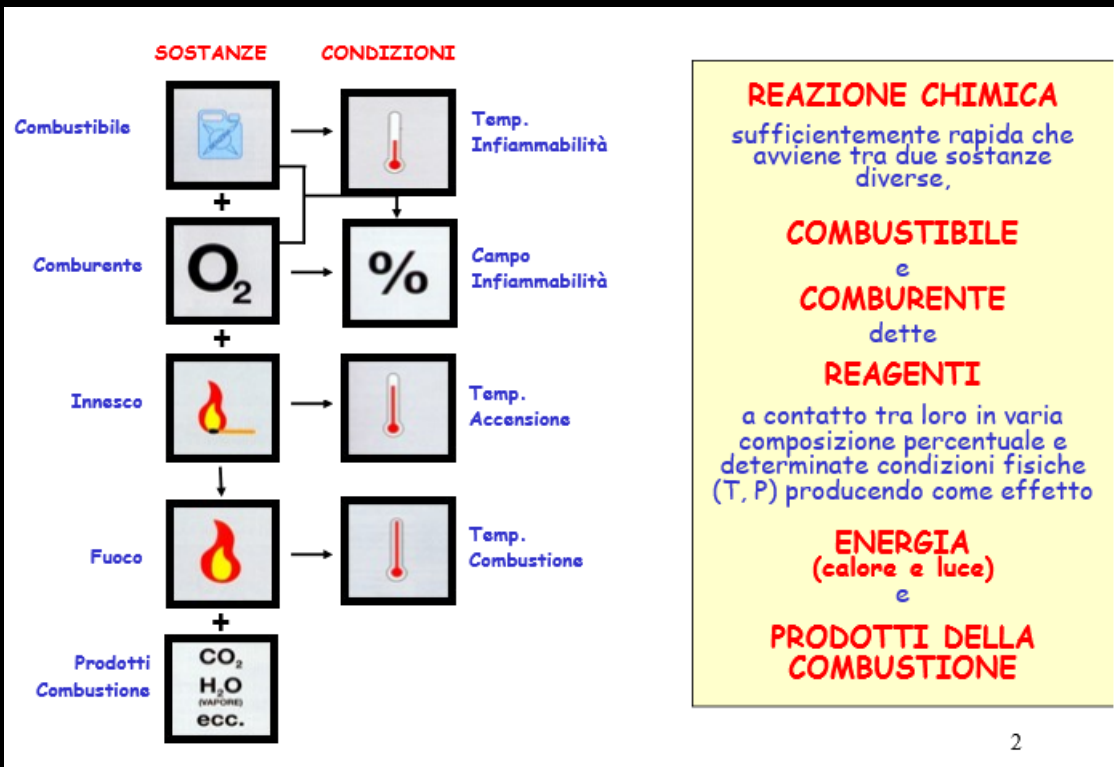 SOSTANZE
CONDIZIONI
Combustibile
Temp.
Infiammabilità
+
Comburente
O₂
%
Campo
Infiammabilità
+
Innesco
Temp.
Accensione
Fuoco
Temp.
Combustione
+
Prodotti
Combustione
CO₂
H₂O
(VAPORE)
ecc.
REAZIONE CHIMICA
sufficientemente rapida che
avviene tra due sostanze
diverse,
COMBUSTIBILE
e
COMBURENTE
dette
REAGENTI
a contatto tra loro in varia
composizione percentuale e
determinate condizioni fisiche
(T, P) producendo come effetto
ENERGIA
(calore e luce)
e
PRODOTTI DELLA
COMBUSTIONE
2